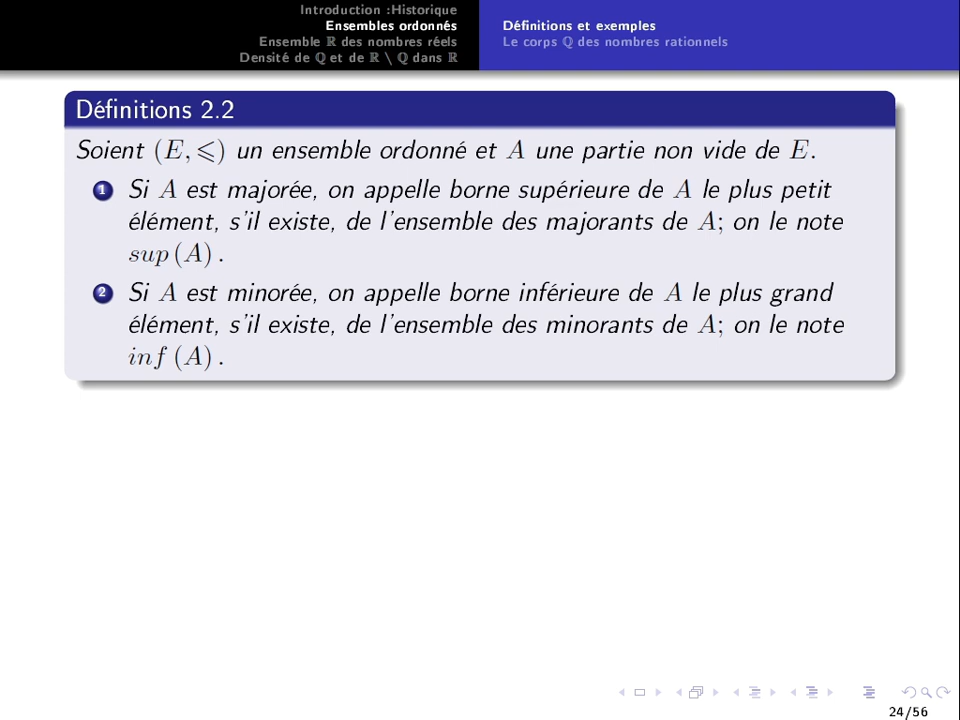 Introduction :Historique
Ensembles ordonnés
Ensemble ℝ des nombres réels
Densité de ℚ et de ℝ \ ℚ dans ℝ
Définitions et exemples
Le corps ℚ des nombres rationnels
Définitions 2.2
Soient (E, ⩽) un ensemble ordonné et A une partie non vide de E.
1 Si A est majorée, on appelle borne supérieure de A le plus petit
élément, s'il existe, de l'ensemble des majorants de A; on le note
sup (A) .
2 Si A est minorée, on appelle borne inférieure de A le plus grand
élément, s'il existe, de l'ensemble des minorants de A; on le note
inf (A) .
24/56